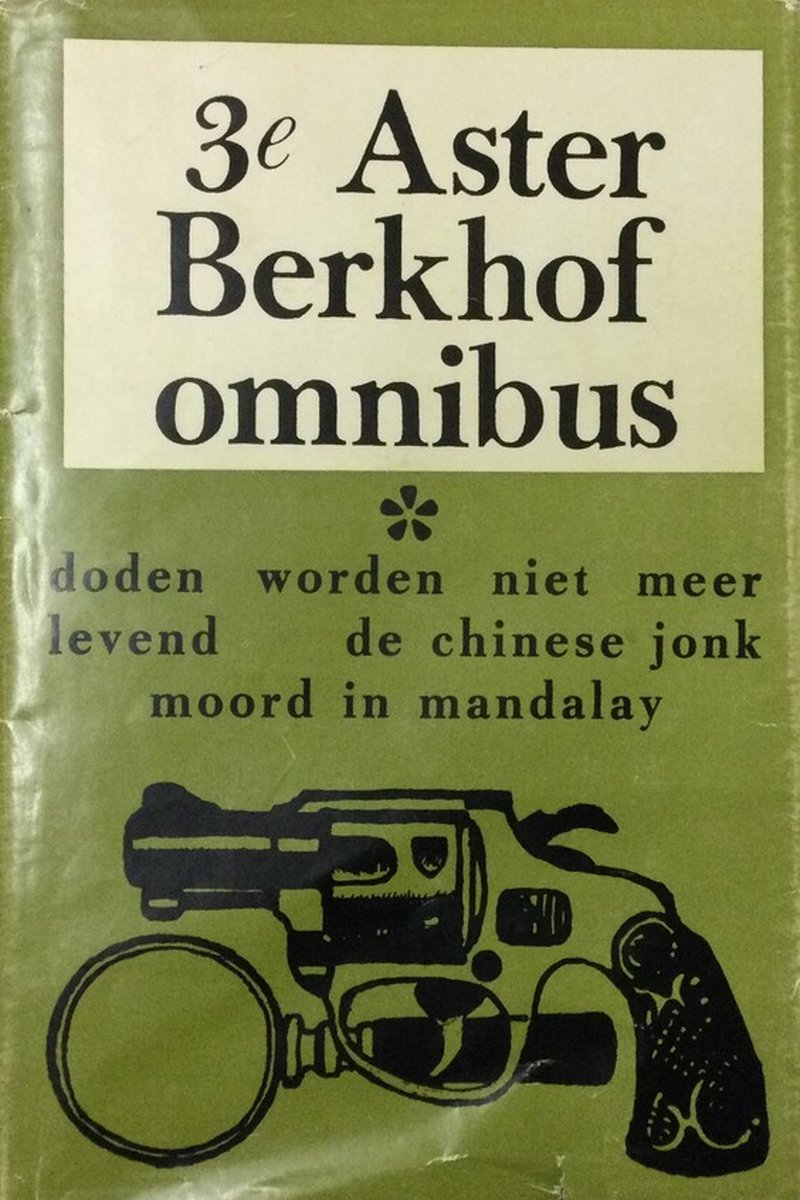 3e Aster
Berkhof
omnibus
doden worden niet meer
levend de chinese jonk
moord in mandalay